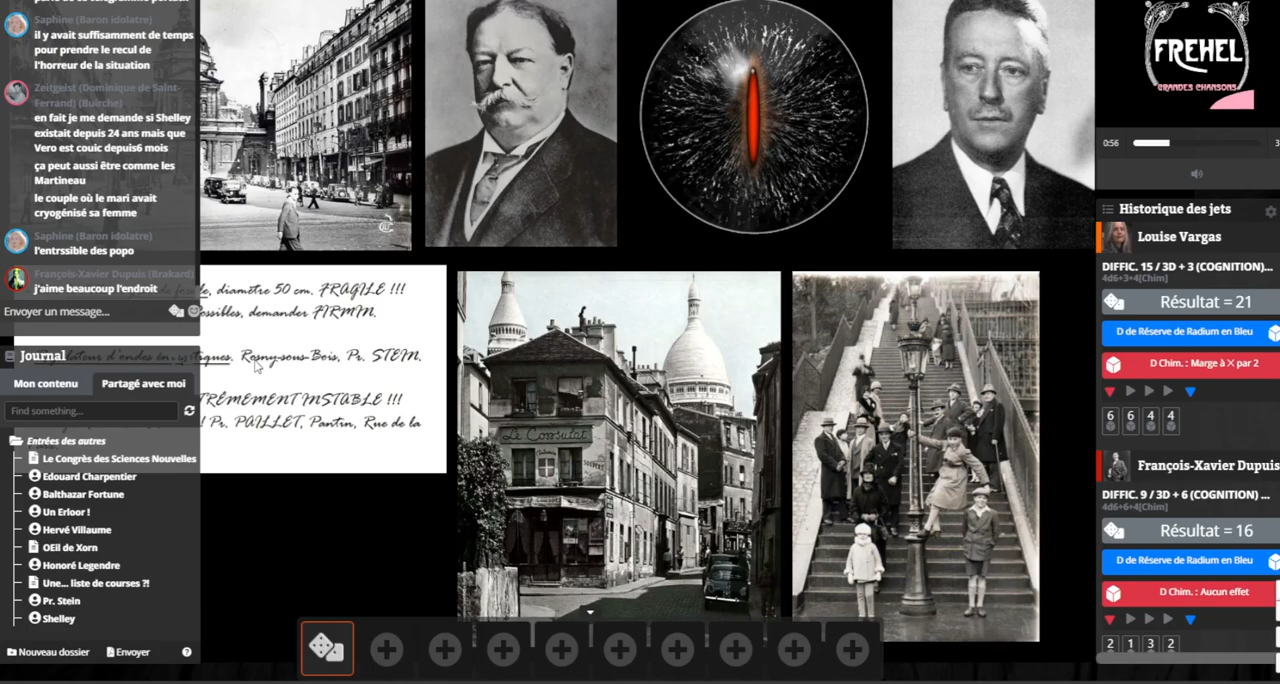 Saphine (Baron idolatre)
il y avait suffisamment de temps
pour prendre le recul de
l'horreur de la situation
Zeitgeist (Dominique de Saint-
Ferrand) (Buirche)
en fait je me demande si Shelley
existait depuis 24 ans mais que
Vero est couic depuis6 mois
ça peut aussi être comme les
Martineau
le couple où le mari avait
cryogénisé sa femme
Saphine (Baron idolatre)
l'entrssible des popo
François-Xavier Dupuis (Brakard)
j'aime beaucoup l'endroit
Envoyer un message...
diamètre 50 cm. FRAGILE !!!
demander FIRMIN.
Rosny-sous-Bois, Pr. STEIN.
INSTABLE !!!
! Pr. PAILLET, Pantin, Rue de la
Journal
Mon contenu
Partagé avec moi
Find something...
Entrées des autres
Le Congrès des Sciences Nouvelles
Edouard Charpentier
Balthazar Fortune
Un Erloor !
Hervé Villaume
OEil de Xorn
Honoré Legendre
Une... liste de courses ?!
Pr. Stein
Shelley
Nouveau dossier
Envoyer
?
Le Consulat
FREHEL
GRANDES CHANSONS
0:56
3
Historique des jets
Louise Vargas
DIFFIC. 15 / 3D + 3 (COGNITION)...
4d6+3+4[Chim]
Résultat = 21
D de Réserve de Radium en Bleu
D Chim. : Marge à X par 2
6 6 4 4
François-Xavier Dupuis
DIFFIC. 9 / 3D + 6 (COGNITION) ...
4d6+6+4[Chim]
Résultat = 16
D de Réserve de Radium en Bleu
D Chim. : Aucun effet
2 1 3 2